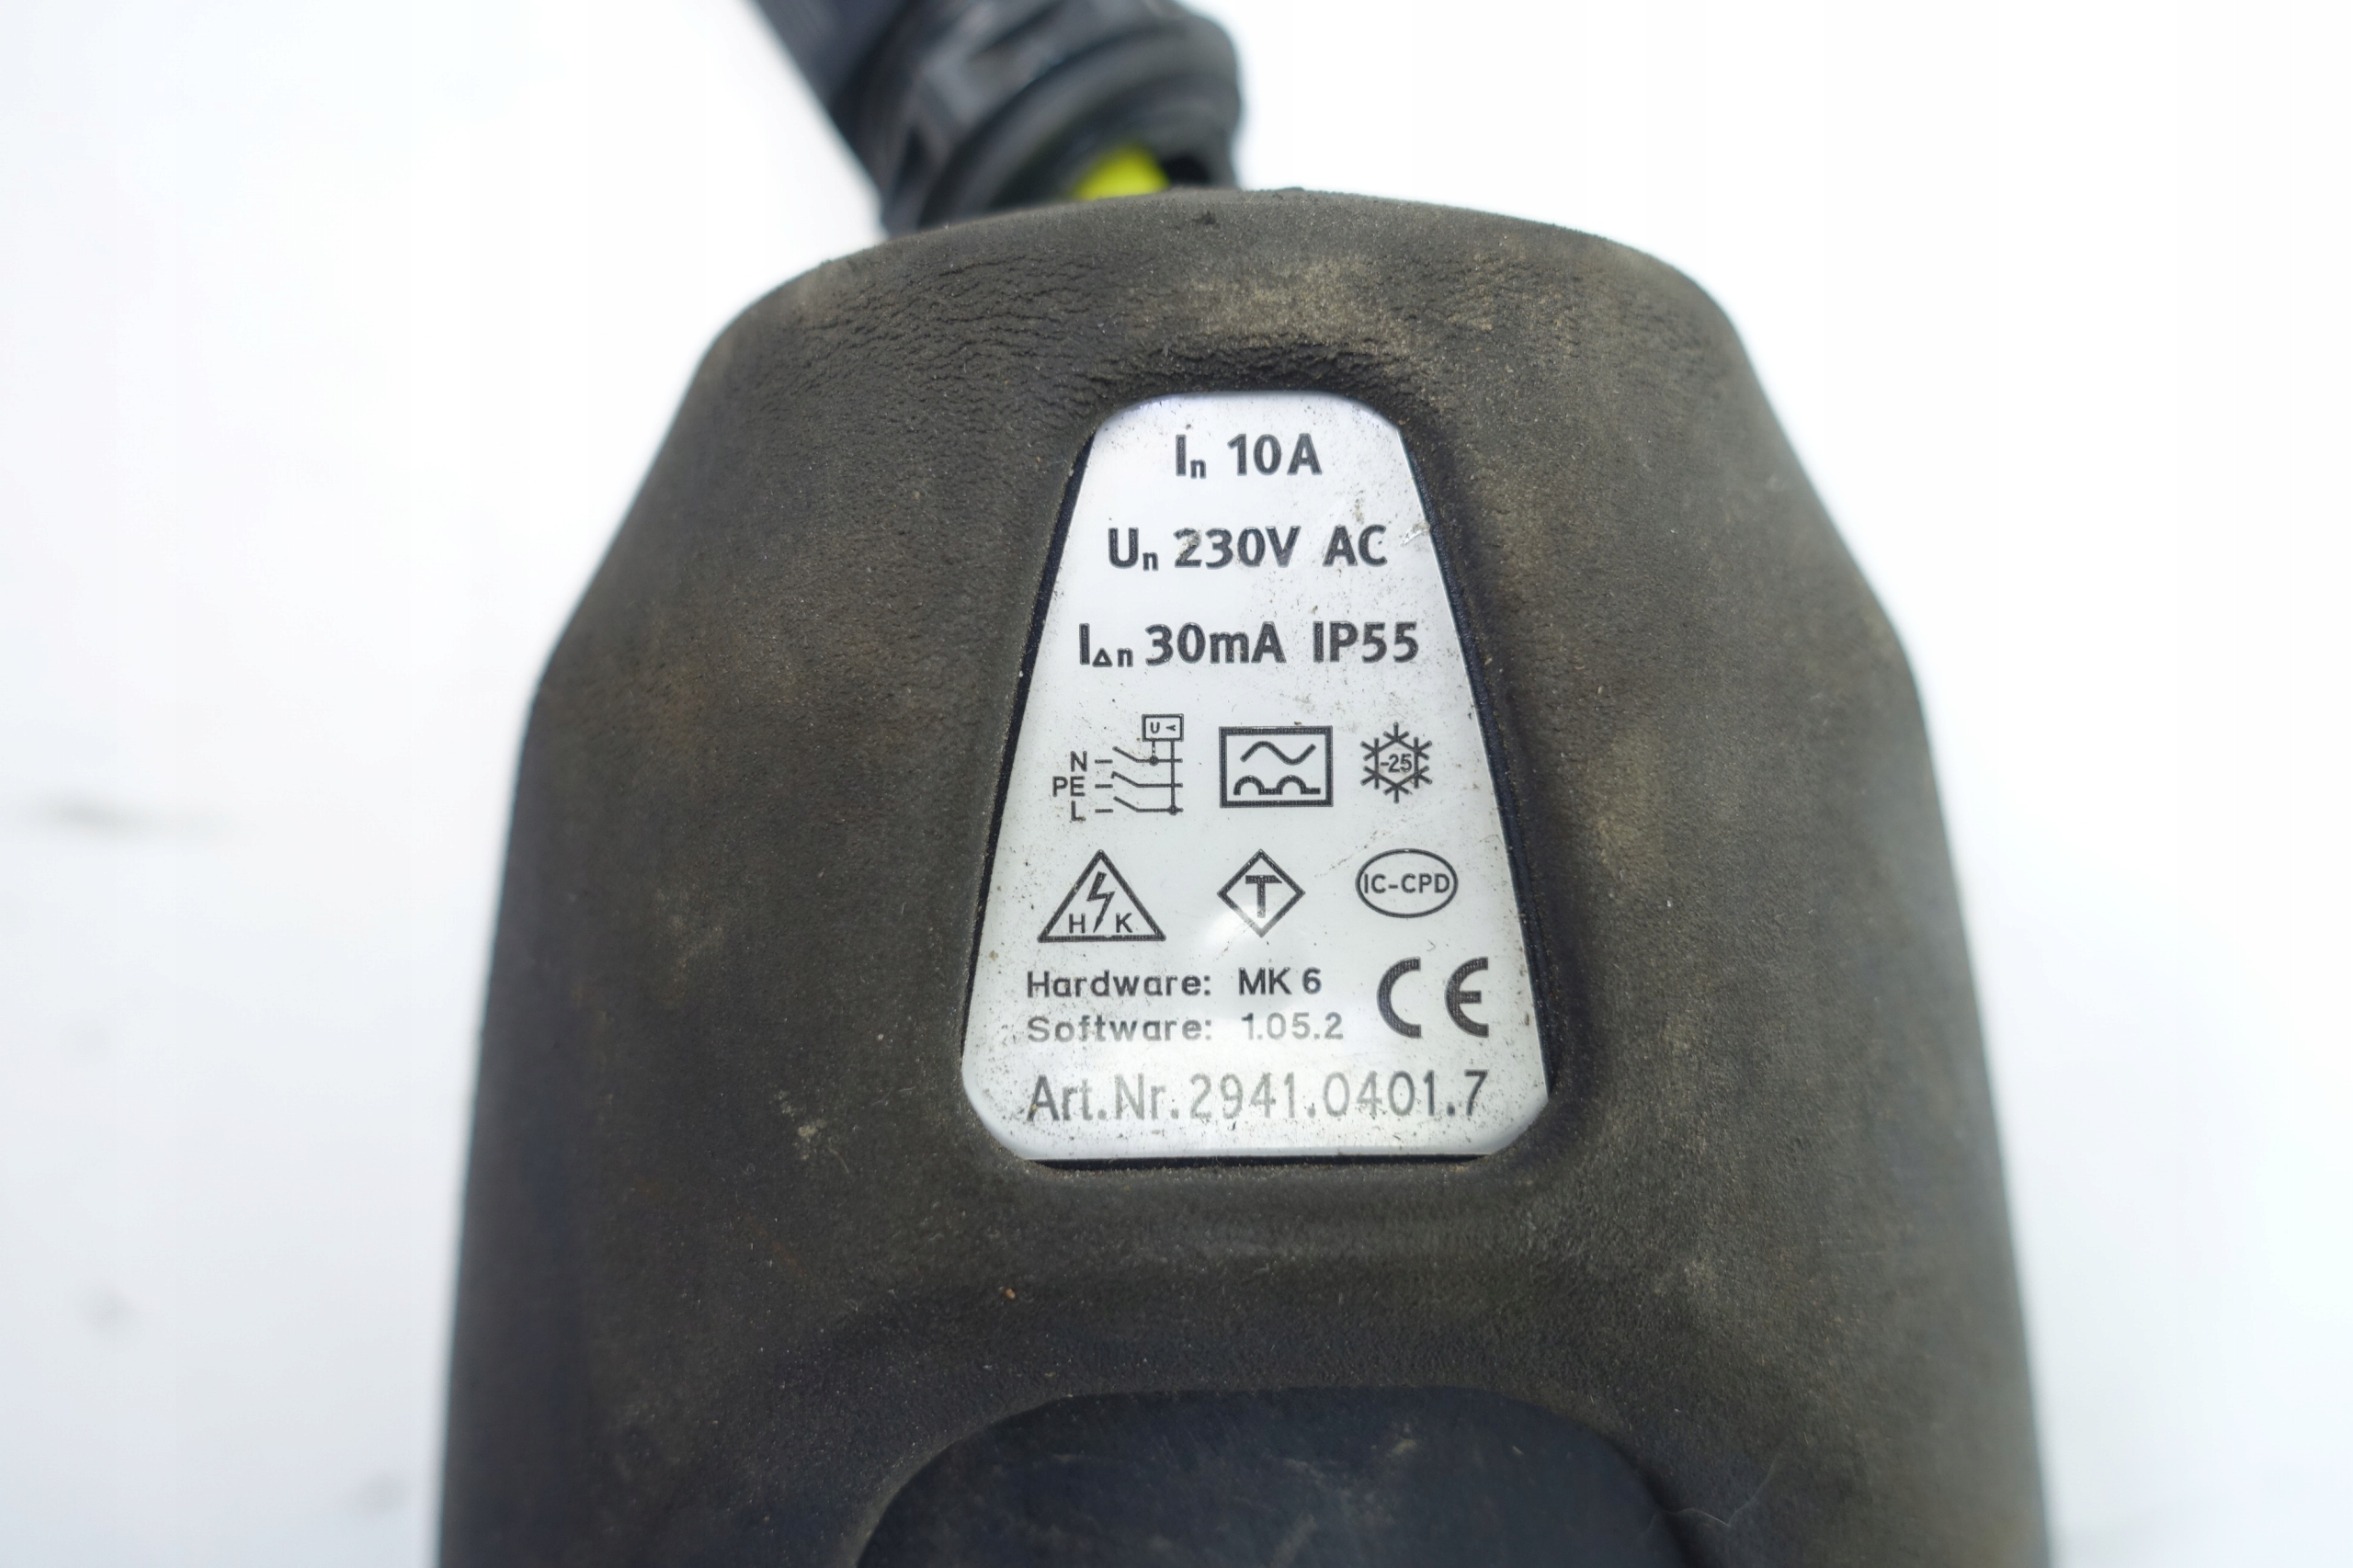 In 10A
Un 230V AC
I∆n 30mA IP55
U <
N
PE
L
-25
H K
T
IC-CPD
Hardware: MK 6
Software: 1.05.2
CE
Art.Nr.2941.0401.7